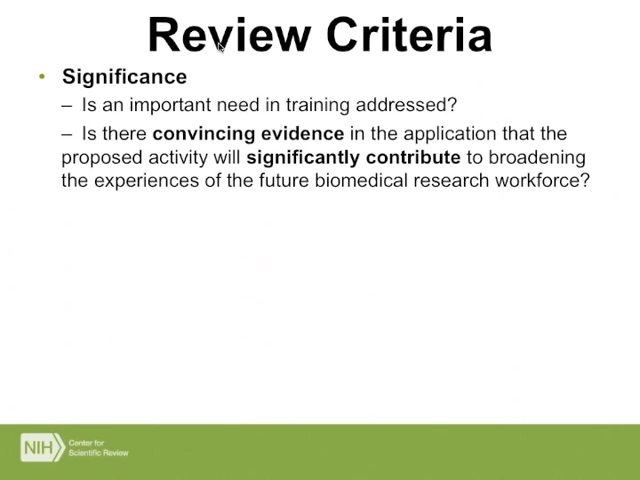 Review Criteria
• Significance
– Is an important need in training addressed?
– Is there convincing evidence in the application that the
proposed activity will significantly contribute to broadening
the experiences of the future biomedical research workforce?
NIH
Center for
Scientific Review